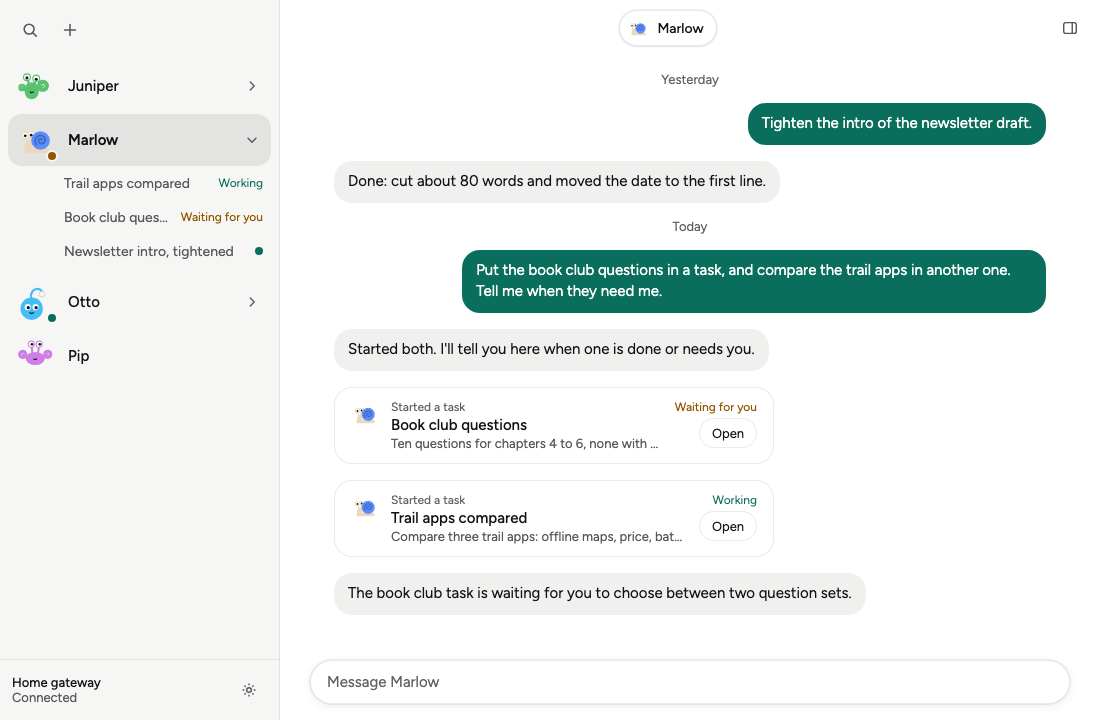 Juniper
Marlow
Trail apps compared
Working
Book club ques...
Waiting for you
Newsletter intro, tightened
Otto
Pip
Home gateway
Connected
Marlow
Yesterday
Tighten the intro of the newsletter draft.
Done: cut about 80 words and moved the date to the first line.
Today
Put the book club questions in a task, and compare the trail apps in another one.
Tell me when they need me.
Started both. I'll tell you here when one is done or needs you.
Started a task
Waiting for you
Book club questions
Open
Ten questions for chapters 4 to 6, none with ...
Started a task
Working
Trail apps compared
Open
Compare three trail apps: offline maps, price, bat...
The book club task is waiting for you to choose between two question sets.
Message Marlow